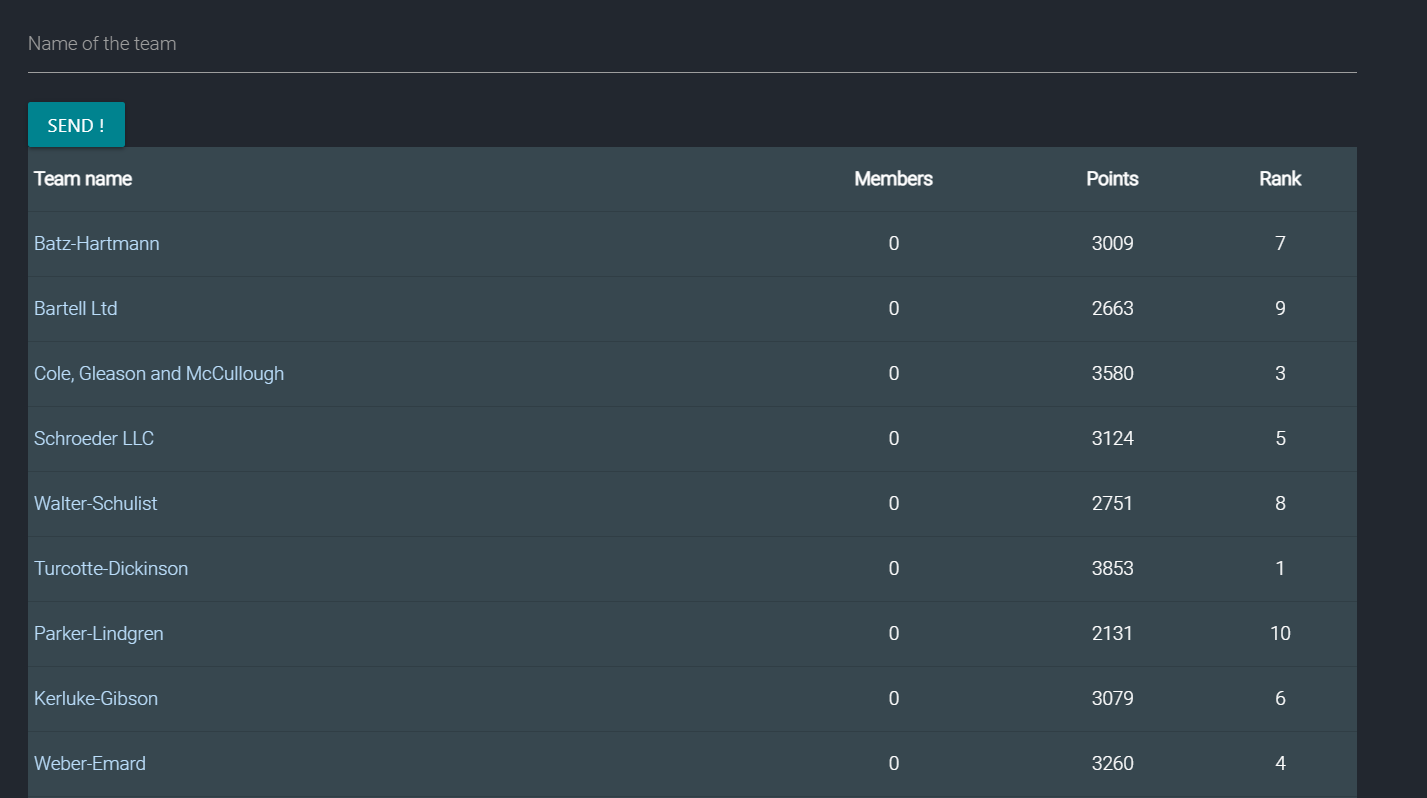 Name of the team
SEND !
Team name Members Points Rank
Batz-Hartmann 0 3009 7
Bartell Ltd 0 2663 9
Cole, Gleason and McCullough 0 3580 3
Schroeder LLC 0 3124 5
Walter-Schulist 0 2751 8
Turcotte-Dickinson 0 3853 1
Parker-Lindgren 0 2131 10
Kerluke-Gibson 0 3079 6
Weber-Emard 0 3260 4